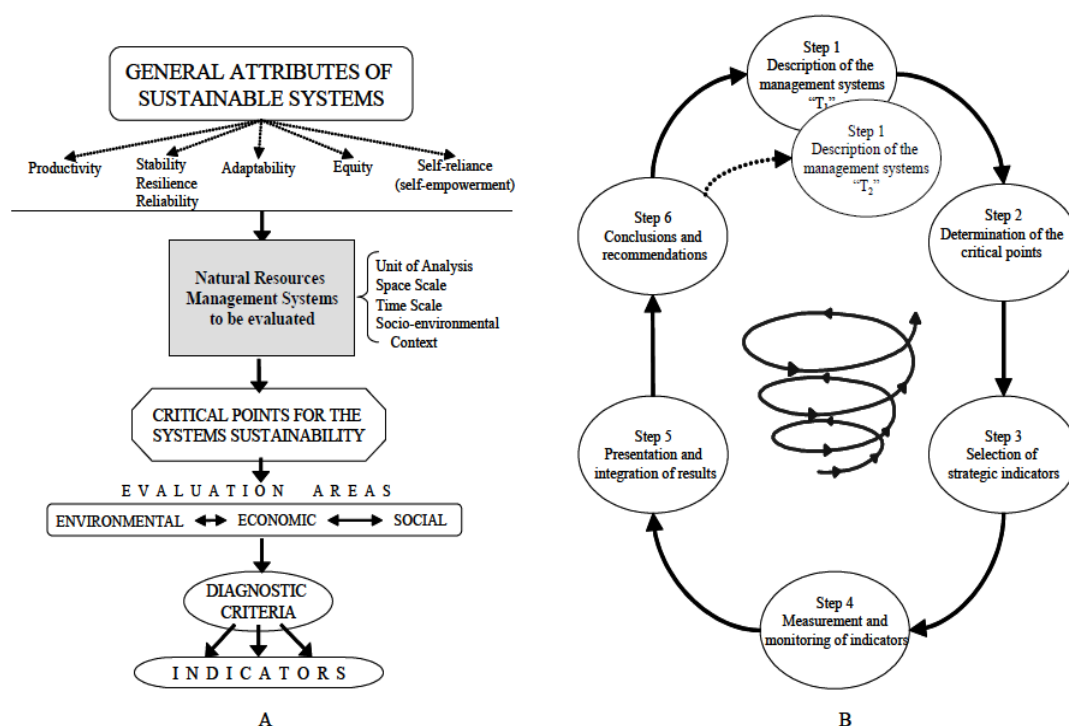 GENERAL ATTRIBUTES OF
SUSTAINABLE SYSTEMS
Productivity
Stability
Resilience
Reliability
Adaptability
Equity
Self-reliance
(self-empowerment)
Natural Resources
Management Systems
to be evaluated
Unit of Analysis
Space Scale
Time Scale
Socio-environmental
Context
CRITICAL POINTS FOR THE
SYSTEMS SUSTAINABILITY
EVALUATION AREAS
ENVIRONMENTAL
ECONOMIC
SOCIAL
DIAGNOSTIC
CRITERIA
INDICATORS
A
Step 1
Description of the
management systems
“T₁”
Step 1
Description of the
management systems
“T₂”
Step 2
Determination of the
critical points
Step 3
Selection of
strategic indicators
Step 4
Measurement and
monitoring of indicators
Step 5
Presentation and
integration of results
Step 6
Conclusions and
recommendations
B